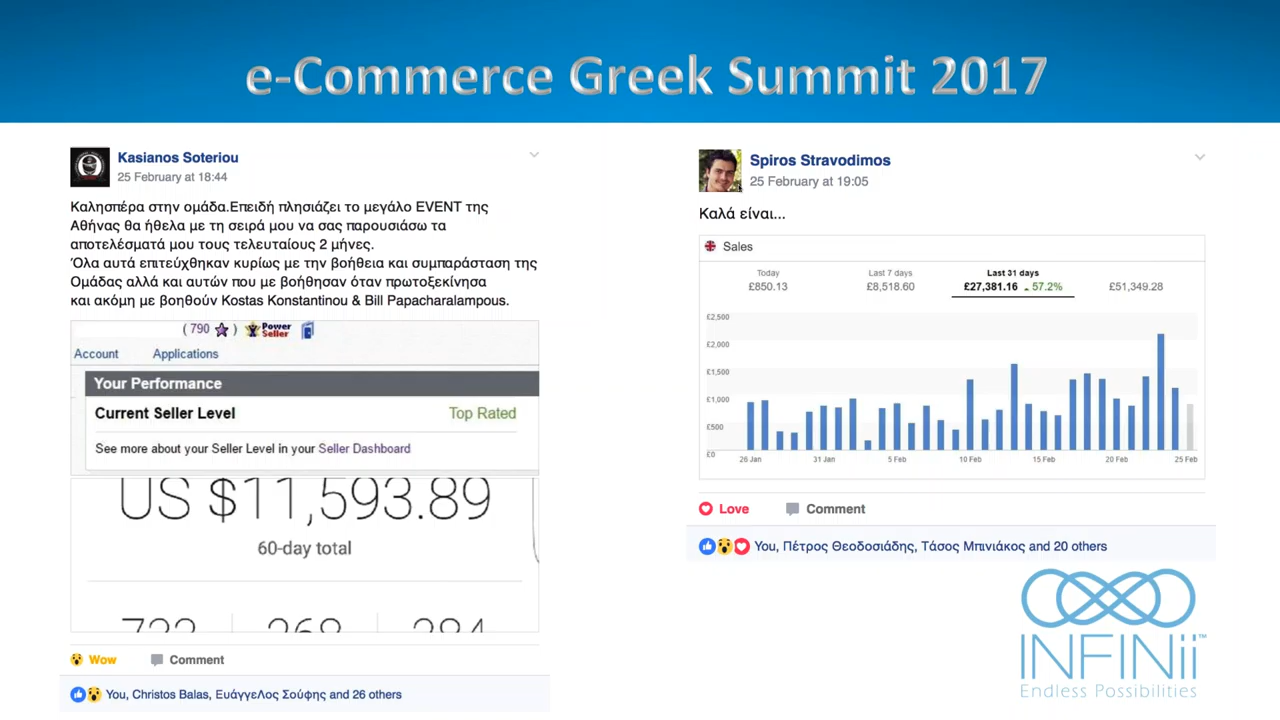 e-Commerce Greek Summit 2017
Kasianos Soteriou
25 February at 18:44
Καλησπέρα στην ομάδα.Επειδή πλησιάζει το μεγάλο EVENT της
Αθήνας θα ήθελα με τη σειρά μου να σας παρουσιάσω τα
αποτελέσματά μου τους τελευταίους 2 μήνες.
Όλα αυτά επιτεύχθηκαν κυρίως με την βοήθεια και συμπαράσταση της
Ομάδας αλλά και αυτών που με βοήθησαν όταν πρωτοξεκίνησα
και ακόμη με βοηθούν Kostas Konstantinou & Bill Papacharalampous.
(790 ) Power Seller
Account Applications
Your Performance
Current Seller Level Top Rated
See more about your Seller Level in your Seller Dashboard
US $11,593.89
60-day total
Wow Comment
You, Christos Balas, Ευάγγελος Σούφης and 26 others
Spiros Stravodimos
25 February at 19:05
Καλά είναι...
Sales
Today Last 7 days Last 31 days
£850.13 £8,518.60 £27,381.16 57.2% £51,349.28
£2,500
£2,000
£1,500
£1,000
£500
£0
26 Jan 31 Jan 5 Feb 10 Feb 15 Feb 20 Feb 25 Feb
Love Comment
You, Πέτρος Θεοδοσιάδης, Τάσος Μπινιάκος and 20 others
INFINii™
Endless Possibilities